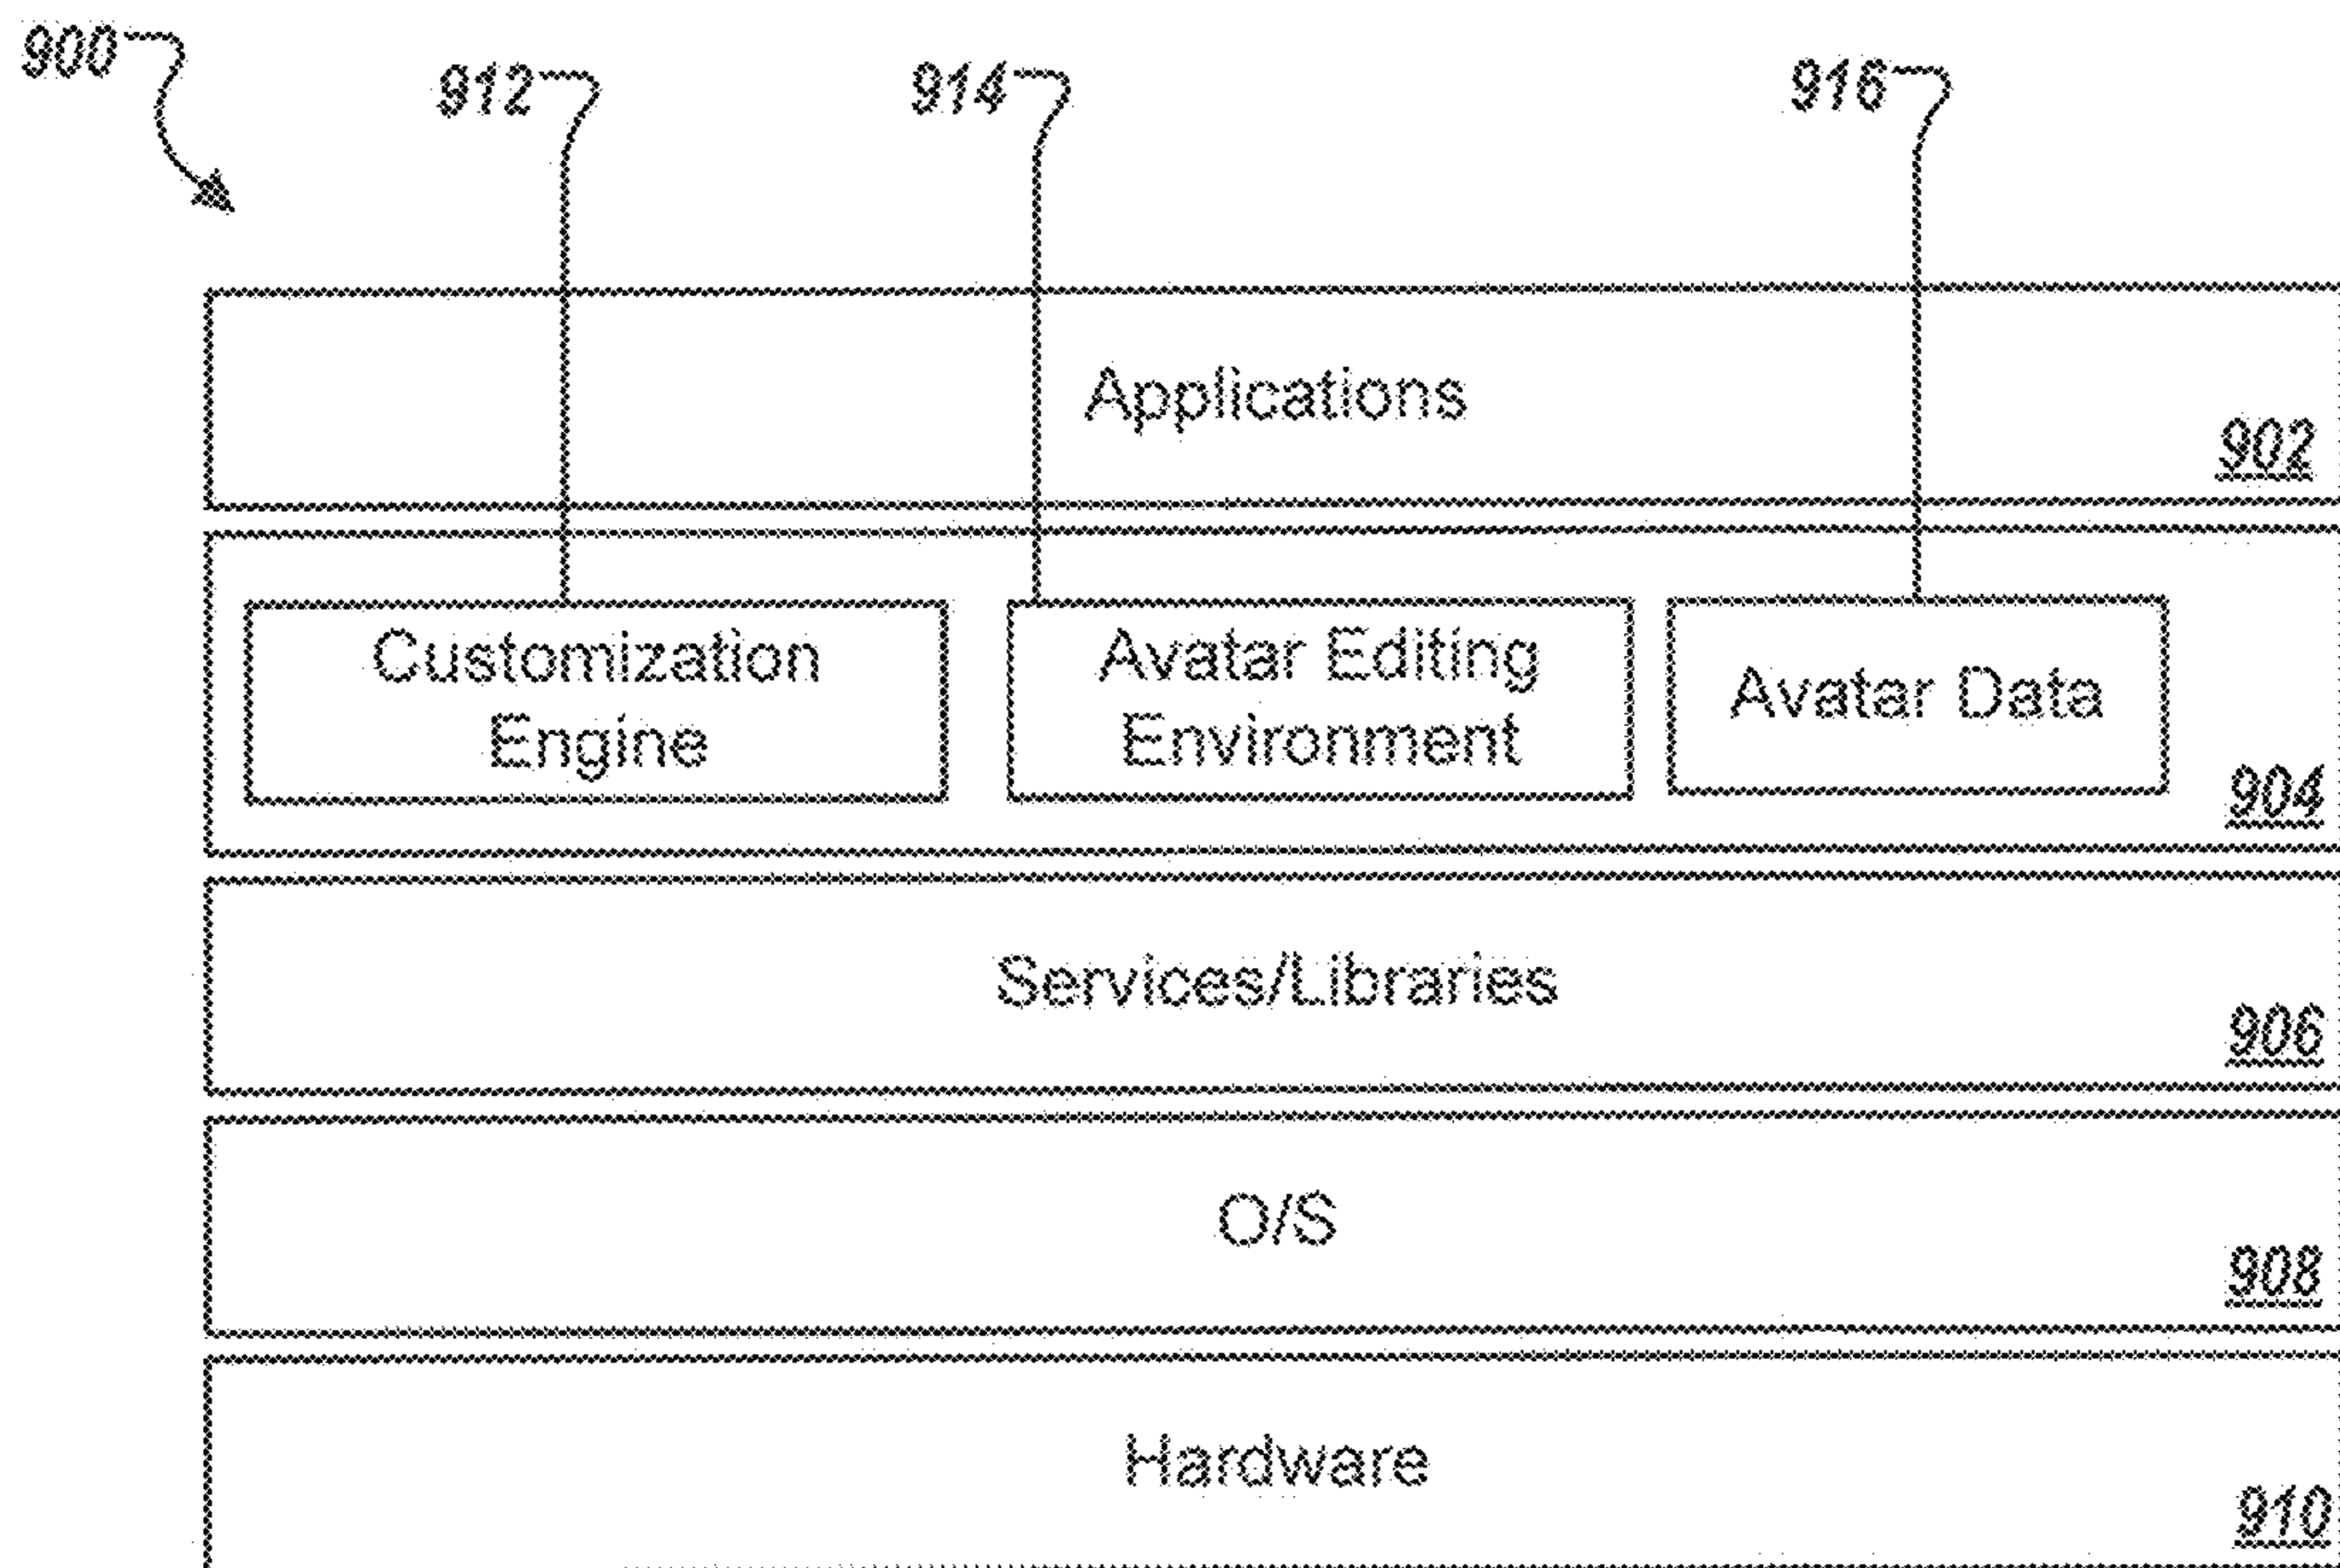 900
912
914
916
Applications
902
Customization
Engine
Avatar Editing
Environment
Avatar Data
904
Services/Libraries
906
O/S
908
Hardware
910